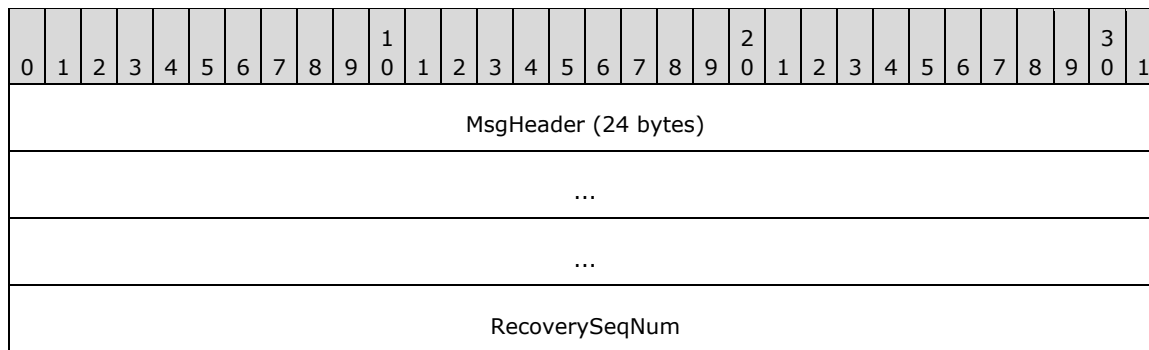 1 2 3
0 1 2 3 4 5 6 7 8 9 0 1 2 3 4 5 6 7 8 9 0 1 2 3 4 5 6 7 8 9 0 1
MsgHeader (24 bytes)
...
...
RecoverySeqNum